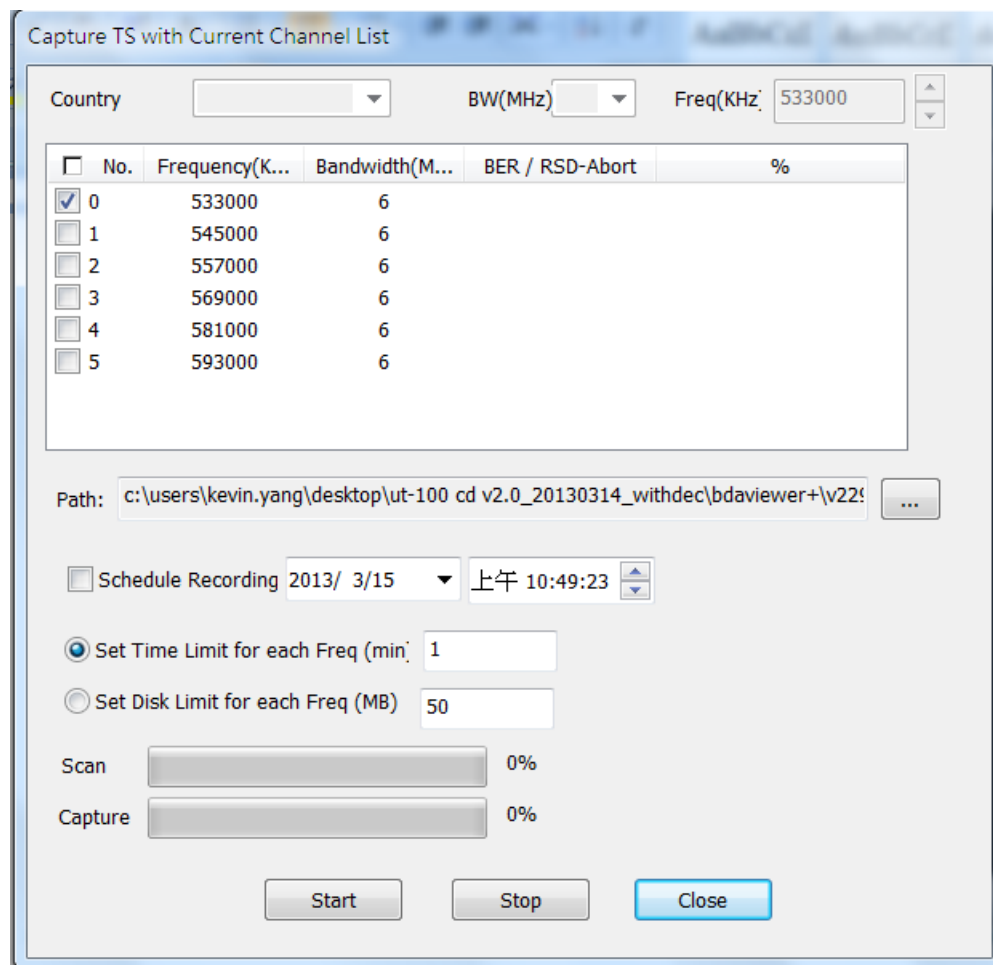 Capture TS with Current Channel List
Country BW(MHz) Freq(KHz 533000
No. Frequency(K... Bandwidth(M... BER / RSD-Abort %
0 533000 6
1 545000 6
2 557000 6
3 569000 6
4 581000 6
5 593000 6
Path: c:\users\kevin.yang\desktop\ut-100 cd v2.0_20130314_withdec\bdaviewer+\v229 ...
Schedule Recording 2013/ 3/15 上午 10:49:23
Set Time Limit for each Freq (min) 1
Set Disk Limit for each Freq (MB) 50
Scan 0%
Capture 0%
Start Stop Close